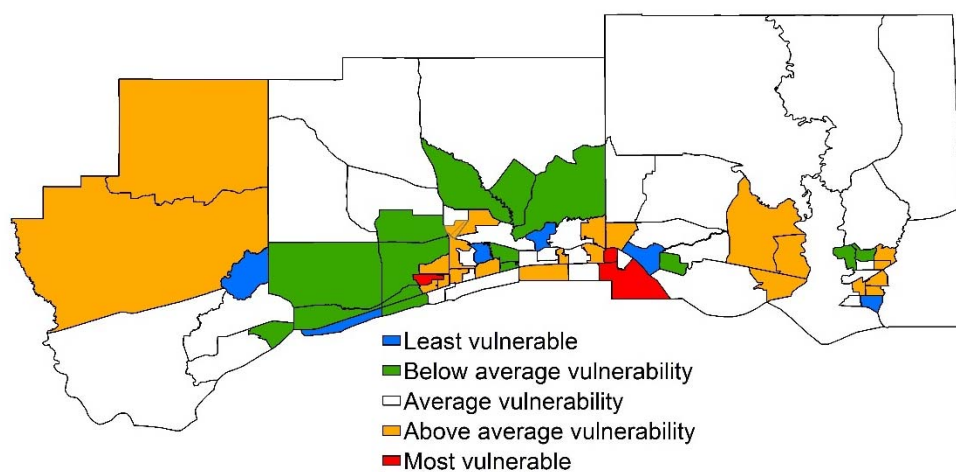 Least vulnerable
Below average vulnerability
Average vulnerability
Above average vulnerability
Most vulnerable